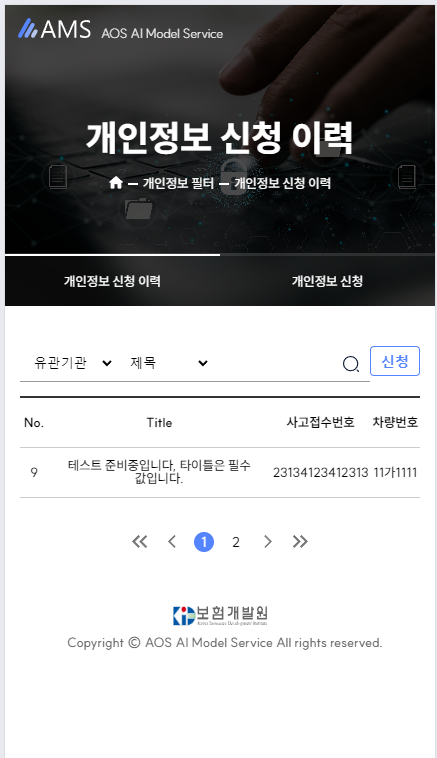 AMS AOS AI Model Service
개인정보 신청 이력
개인정보 필터 개인정보 신청 이력
개인정보 신청 이력 개인정보 신청
유관기관 제목 신청
No. Title 사고접수번호 차량번호
9 테스트 준비중입니다, 타이틀은 필수 23134123412313 11가1111
값입니다.
1 2
보험개발원
Korea Insurance Development Institute
Copyright © AOS AI Model Service All rights reserved.